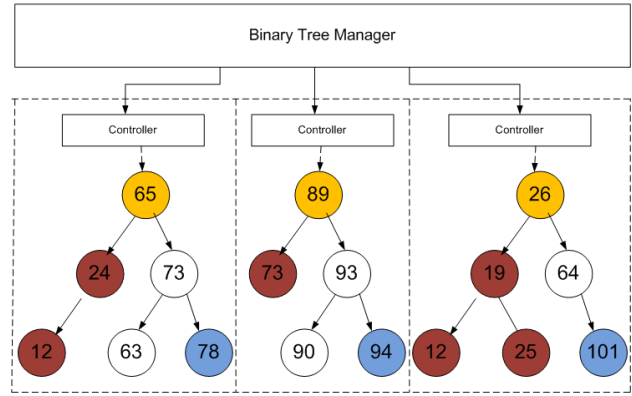 Binary Tree Manager
Controller Controller Controller
65 89 26
24 73 73 93 19 64
12 63 78 90 94 12 25 101